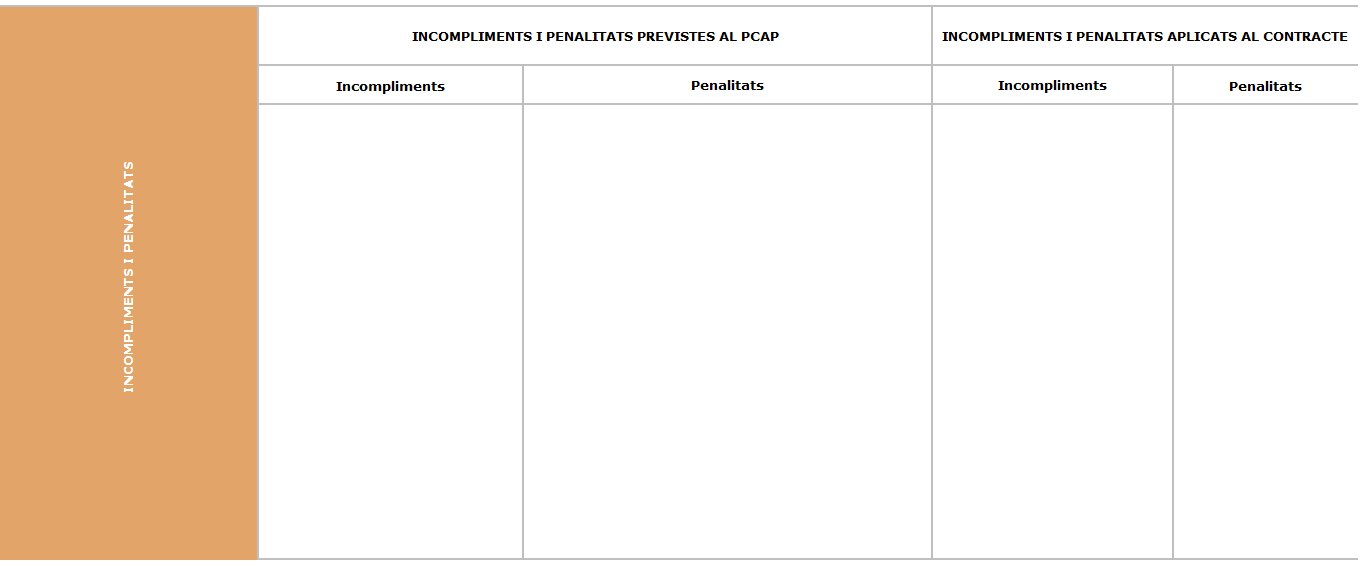 INCOMPLIMENTS I PENALITATS PREVISTES AL PCAP
INCOMPLIMENTS I PENALITATS APLICATS AL CONTRACTE
Incompliments
Penalitats
Incompliments
Penalitats
INCOMPLIMENTS I PENALITATS